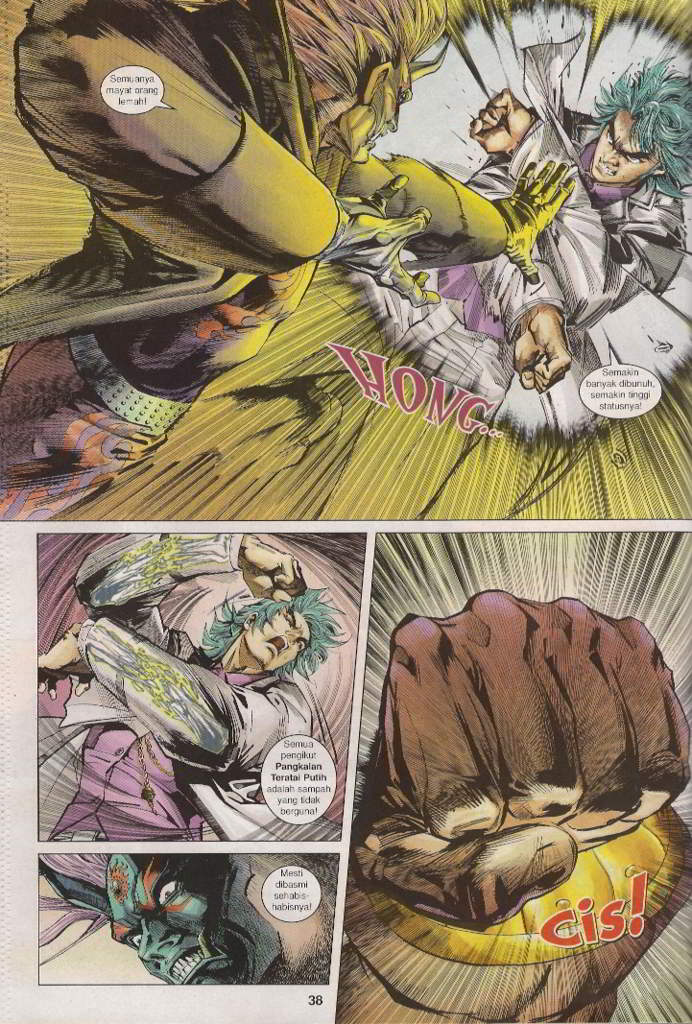 Semuanya
mayat orang
lemah!
HONG...
Semakin
banyak dibunuh,
semakin tinggi
statusnya!
Semua
pengikut
Pangkalan
Teratai Putih
adalah sampah
yang tidak
berguna!
Mesti
dibasmi
sehabis-
habisnya!
CIS!
38